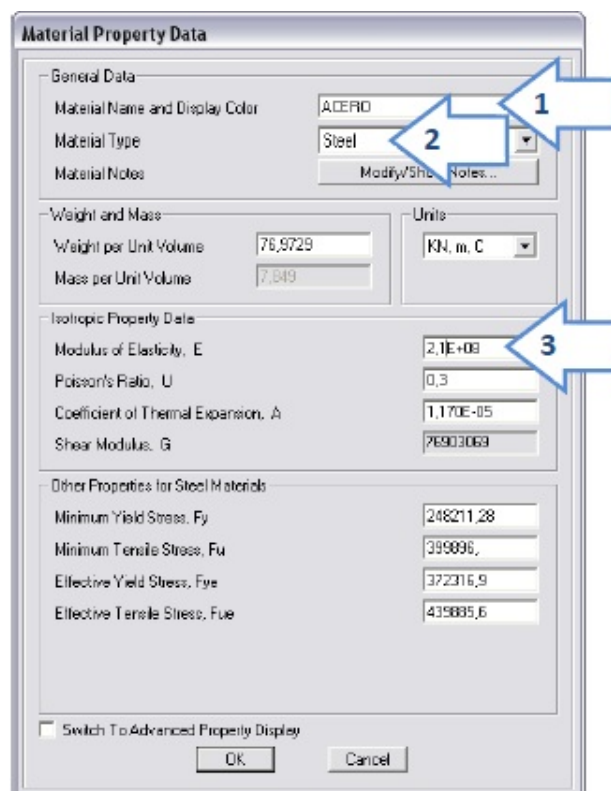 Material Property Data
General Data
Material Name and Display Color ACERO 1
Material Type Steel 2
Material Notes Modify/Show Notes...
Weight and Mass Units
Weight per Unit Volume 76,9729 KN, m, C
Mass per Unit Volume 7,849
Isotropic Property Data
Modulus of Elasticity, E 2,1E+08 3
Poisson's Ratio, U 0,3
Coefficient of Thermal Expansion, A 1,170E-05
Shear Modulus, G 76903069
Other Properties for Steel Materials
Minimum Yield Stress, Fy 248211,28
Minimum Tensile Stress, Fu 399896,
Effective Yield Stress, Fye 372316,9
Effective Tensile Stress, Fue 439885,6
Switch To Advanced Property Display
OK Cancel